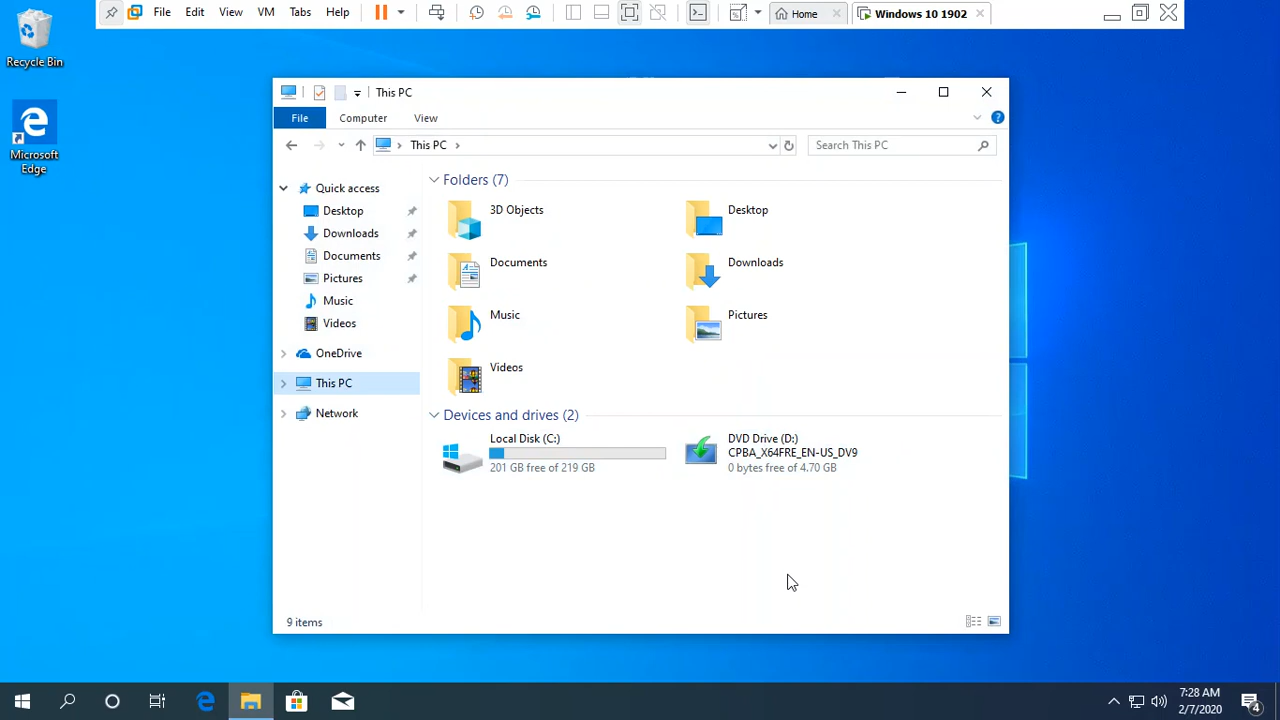 File Edit View VM Tabs Help Home Windows 10 1902
Recycle Bin
Microsoft
Edge
This PC
File Computer View
This PC
Search This PC
Quick access
Desktop
Downloads
Documents
Pictures
Music
Videos
OneDrive
This PC
Network
Folders (7)
3D Objects
Desktop
Documents
Downloads
Music
Pictures
Videos
Devices and drives (2)
Local Disk (C:)
201 GB free of 219 GB
DVD Drive (D:)
CPBA_X64FRE_EN-US_DV9
0 bytes free of 4.70 GB
9 items
7:28 AM
2/7/2020
4